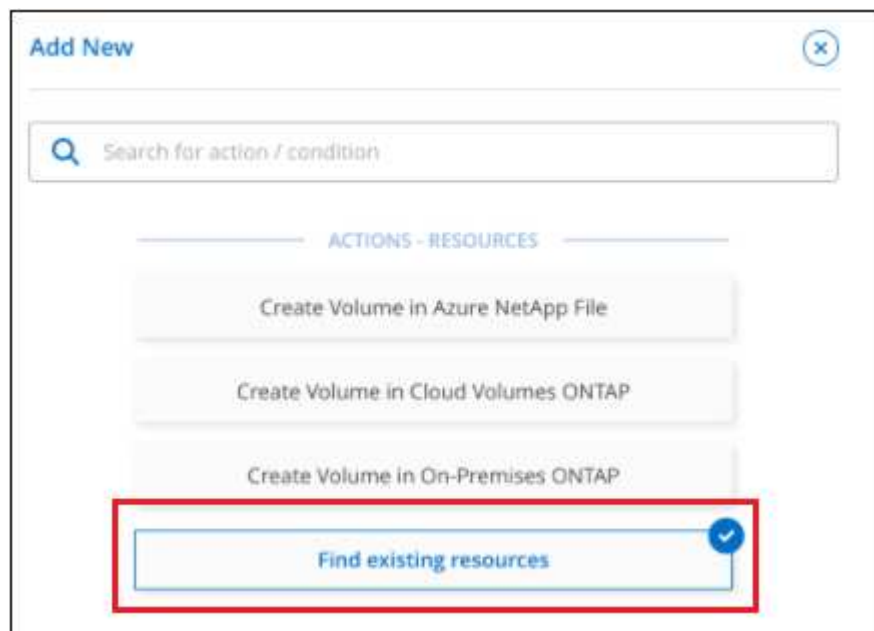 Add New
Search for action / condition
ACTIONS - RESOURCES
Create Volume in Azure NetApp File
Create Volume in Cloud Volumes ONTAP
Create Volume in On-Premises ONTAP
Find existing resources